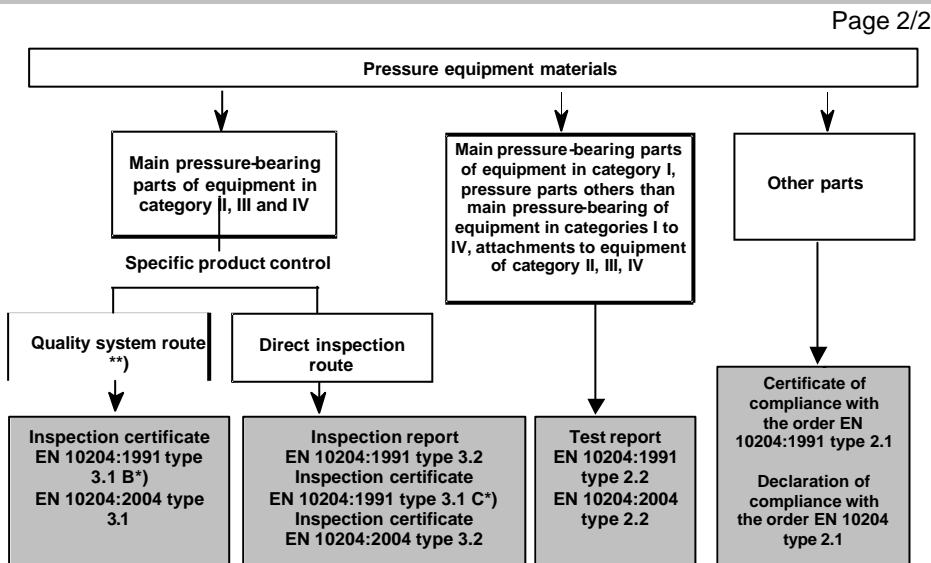 Page 2/2
Pressure equipment materials
Main pressure-bearing
parts of equipment in
category II, III and IV
Main pressure-bearing parts
of equipment in category I,
pressure parts others than
main pressure-bearing of
equipment in categories I to
IV, attachments to equipment
of category II, III, IV
Other parts
Specific product control
Quality system route
**)
Direct inspection
route
Inspection certificate
EN 10204:1991 type
3.1 B*)
EN 10204:2004 type
3.1
Inspection report
EN 10204:1991 type 3.2
Inspection certificate
EN 10204:1991 type 3.1 C*)
Inspection certificate
EN 10204:2004 type 3.2
Test report
EN 10204:1991
type 2.2
EN 10204:2004
type 2.2
Certificate of
compliance with
the order EN
10204:1991 type 2.1
Declaration of
compliance with
the order EN 10204
type 2.1